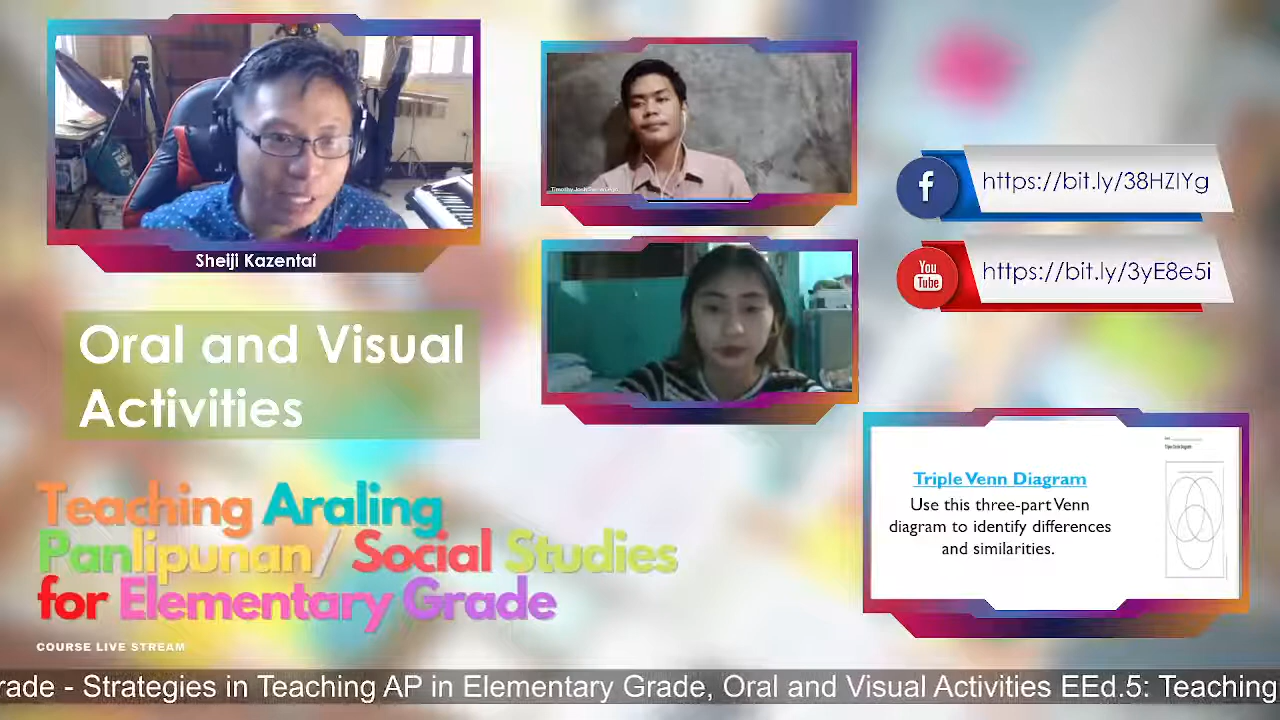 Sheiji Kazentai
Oral and Visual
Activities
Teaching Araling
Panlipunan/ Social Studies
for Elementary Grade
COURSE LIVE STREAM
f
https://bit.ly/38HZIYg
You
Tube
https://bit.ly/3yE8e5i
Triple Venn Diagram
Use this three-part Venn
diagram to identify differences
and similarities.
rade - Strategies in Teaching AP in Elementary Grade, Oral and Visual Activities EEd.5: Teaching